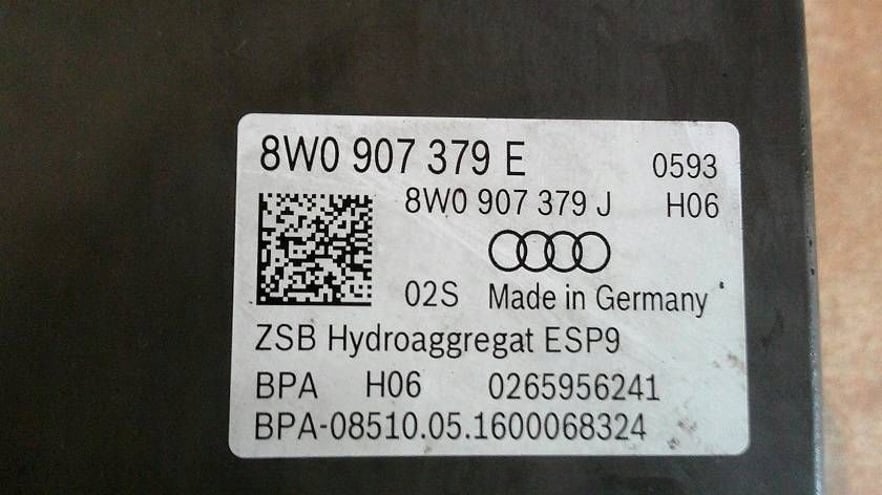 8W0 907 379 E 0593
8W0 907 379 J H06
02S Made in Germany
ZSB Hydroaggregat ESP9
BPA H06 0265956241
BPA-08510.05.1600068324